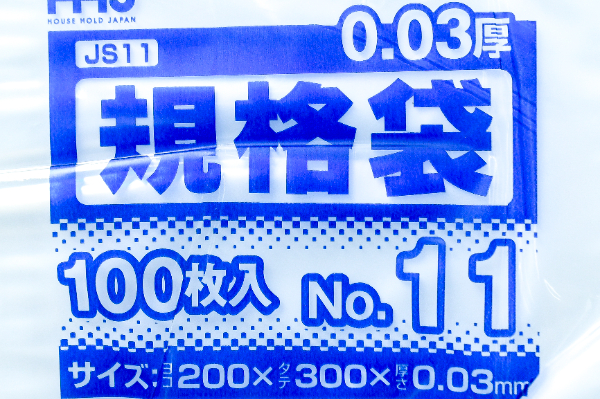 HOUSE HOLD JAPAN
0.03厚
JS11
規格袋
100枚入 No.11
サイズ:ヨコ200×タテ300×厚さ0.03mm